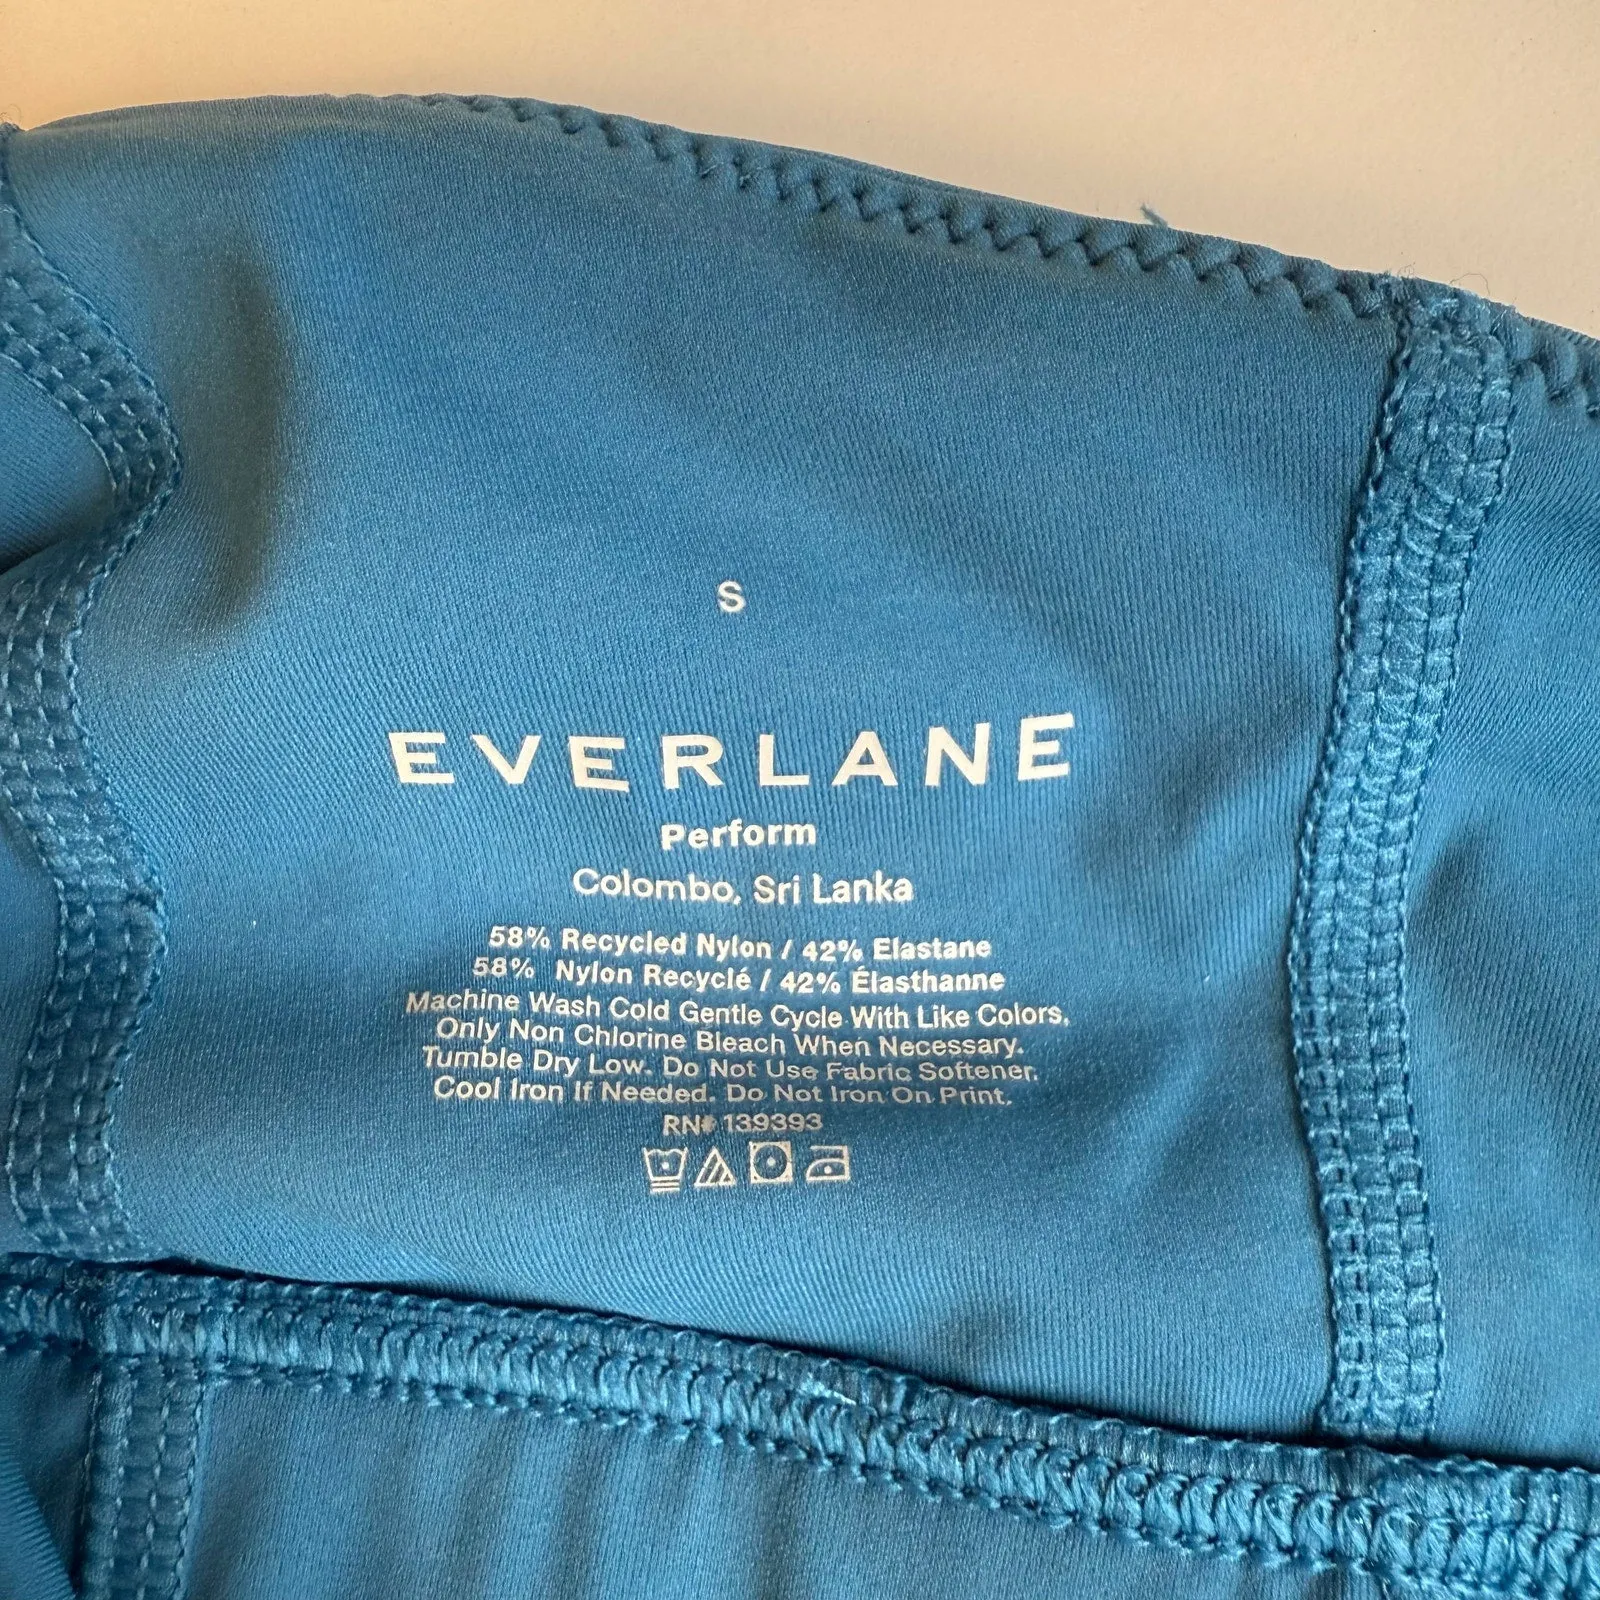 S
EVERLANE
Perform
Colombo, Sri Lanka
58% Recycled Nylon / 42% Elastane
58% Nylon Recyclé / 42% Élasthanne
Machine Wash Cold Gentle Cycle With Like Colors.
Only Non Chlorine Bleach When Necessary.
Tumble Dry Low. Do Not Use Fabric Softener.
Cool Iron If Needed. Do Not Iron On Print.
RN# 139393